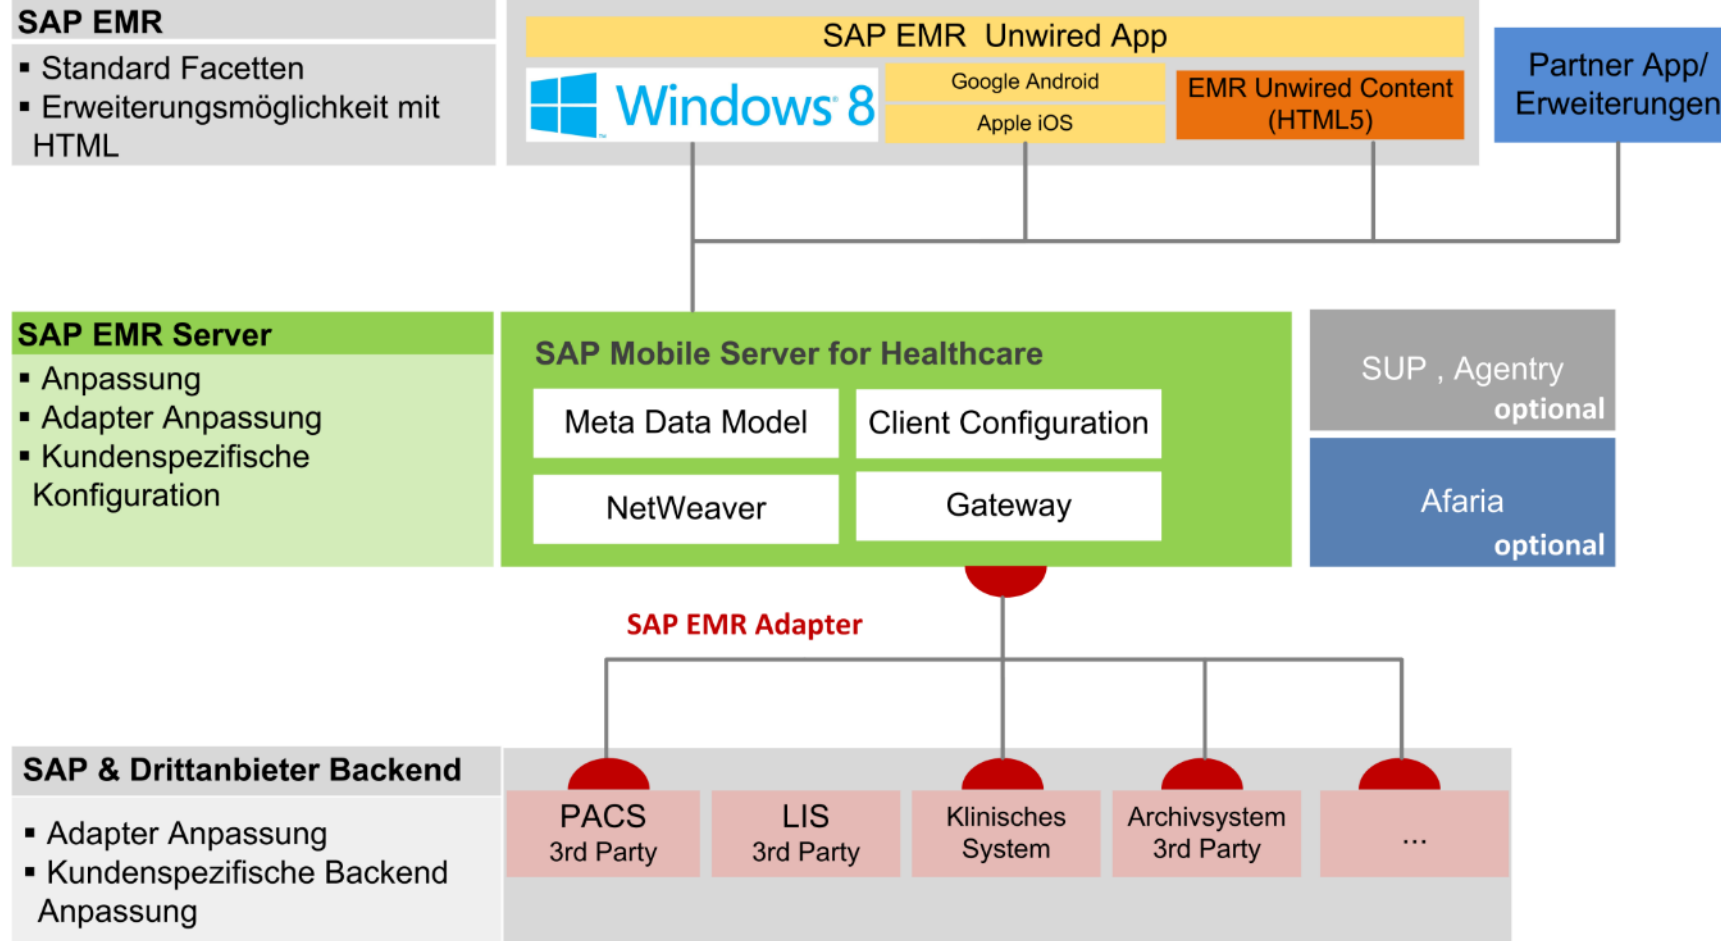 SAP EMR
▪ Standard Facetten
▪ Erweiterungsmöglichkeit mit
HTML
SAP EMR Unwired App
Windows 8
Google Android
Apple iOS
EMR Unwired Content
(HTML5)
Partner App/
Erweiterungen
SAP EMR Server
▪ Anpassung
▪ Adapter Anpassung
▪ Kundenspezifische
Konfiguration
SAP Mobile Server for Healthcare
Meta Data Model
Client Configuration
NetWeaver
Gateway
SUP , Agentry
optional
Afaria
optional
SAP EMR Adapter
SAP & Drittanbieter Backend
▪ Adapter Anpassung
▪ Kundenspezifische Backend
Anpassung
PACS
3rd Party
LIS
3rd Party
Klinisches
System
Archivsystem
3rd Party
...